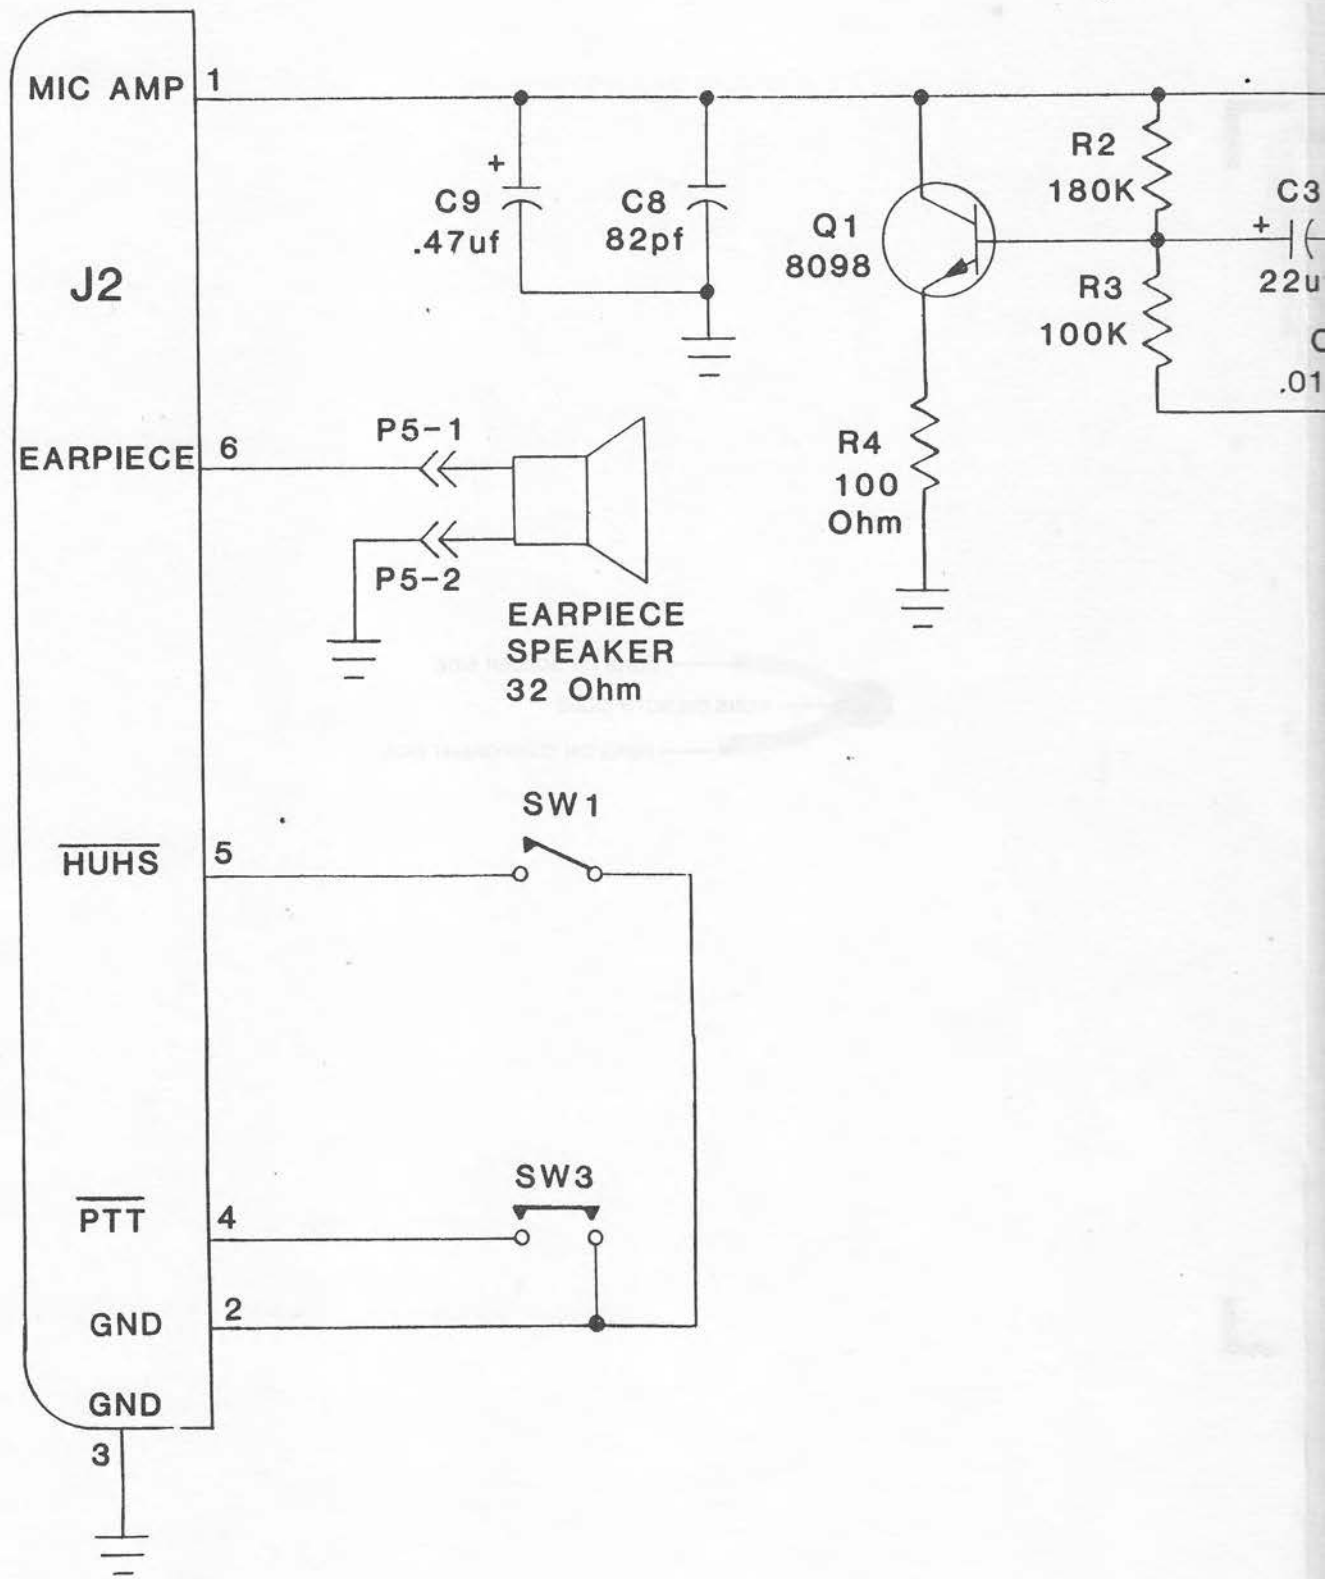 MIC AMP 1
R2
180K
C3
+
22u
+
C9
.47uf
C8
82pf
Q1
8098
R3
100K
.01
J2
P5-1
EARPIECE 6
P5-2
R4
100
Ohm
EARPIECE
SPEAKER
32 Ohm
SW1
HUHS 5
SW3
PTT 4
GND 2
GND
3